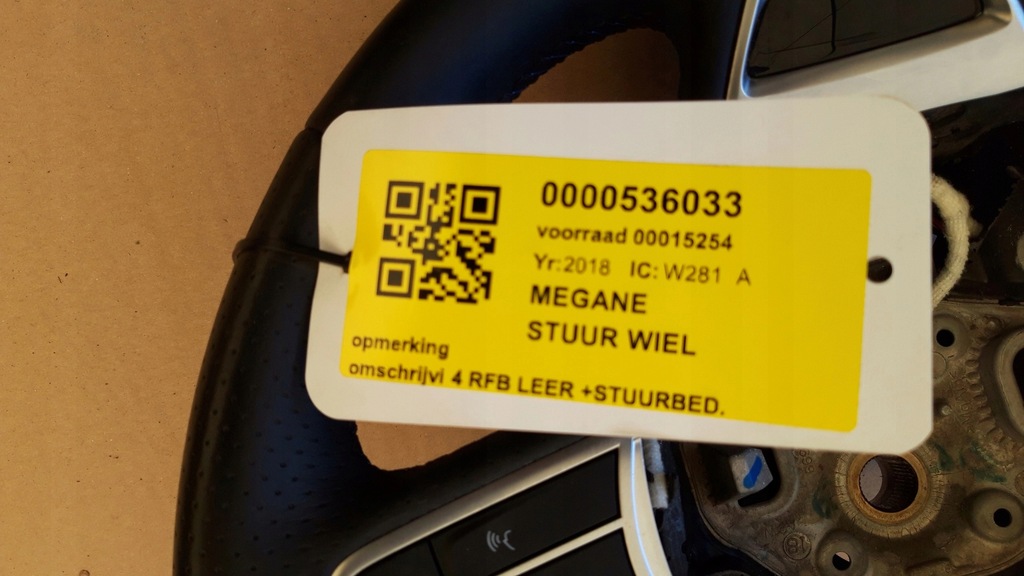 0000536033
voorraad 00015254
Yr:2018 IC: W281 A
MEGANE
STUUR WIEL
opmerking
omschrijvi 4 RFB LEER +STUURBED.